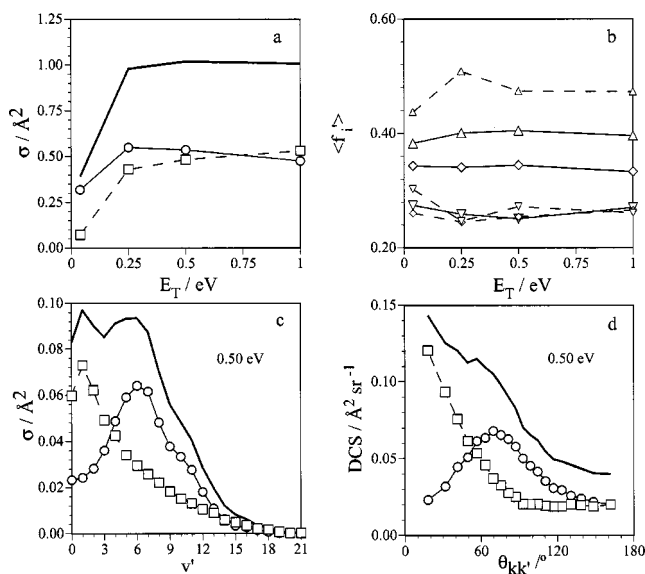 a
σ / Å²
1.25
1.00
0.75
0.50
0.25
0.00
0 0.25 0.5 0.75 1
E_T / eV
b
<f_i'>
0.60
0.40
0.20
0 0.25 0.5 0.75 1
E_T / eV
c
0.50 eV
σ / Å²
0.10
0.08
0.06
0.04
0.02
0.00
0 3 6 9 12 15 18 21
v'
d
0.50 eV
DCS / Å² sr⁻¹
0.15
0.10
0.05
0.00
0 60 120 180
θ_kk' /º